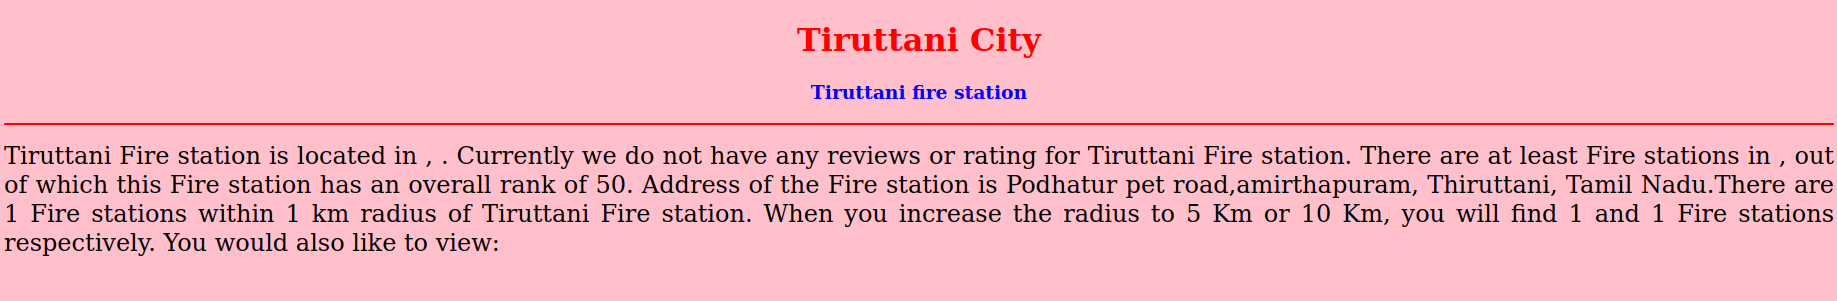 Tiruttani City
Tiruttani fire station
Tiruttani Fire station is located in , . Currently we do not have any reviews or rating for Tiruttani Fire station. There are at least Fire stations in , out
of which this Fire station has an overall rank of 50. Address of the Fire station is Podhatur pet road,amirthapuram, Thiruttani, Tamil Nadu.There are
1 Fire stations within 1 km radius of Tiruttani Fire station. When you increase the radius to 5 Km or 10 Km, you will find 1 and 1 Fire stations
respectively. You would also like to view: